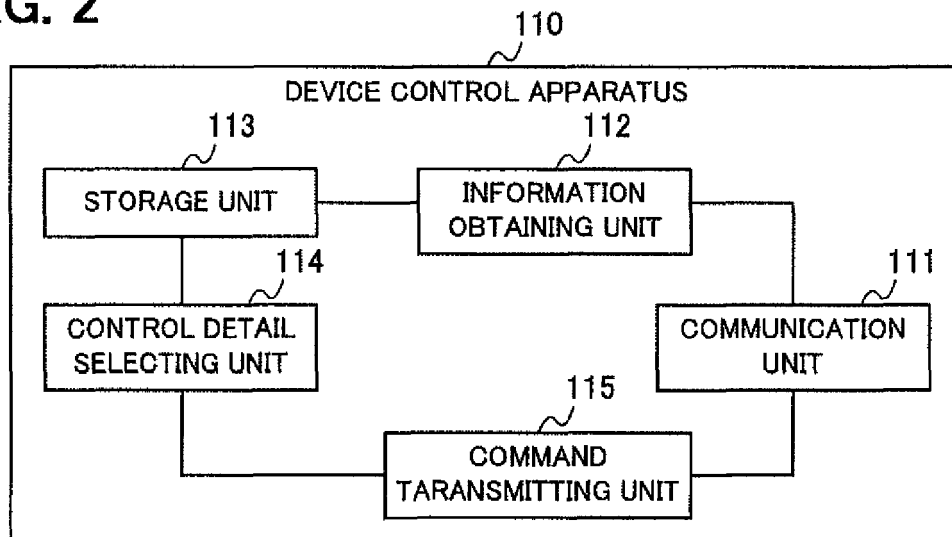 G. 2
110
DEVICE CONTROL APPARATUS
113
112
STORAGE UNIT
INFORMATION
OBTAINING UNIT
114
111
CONTROL DETAIL
SELECTING UNIT
COMMUNICATION
UNIT
115
COMMAND
TARANSMITTING UNIT